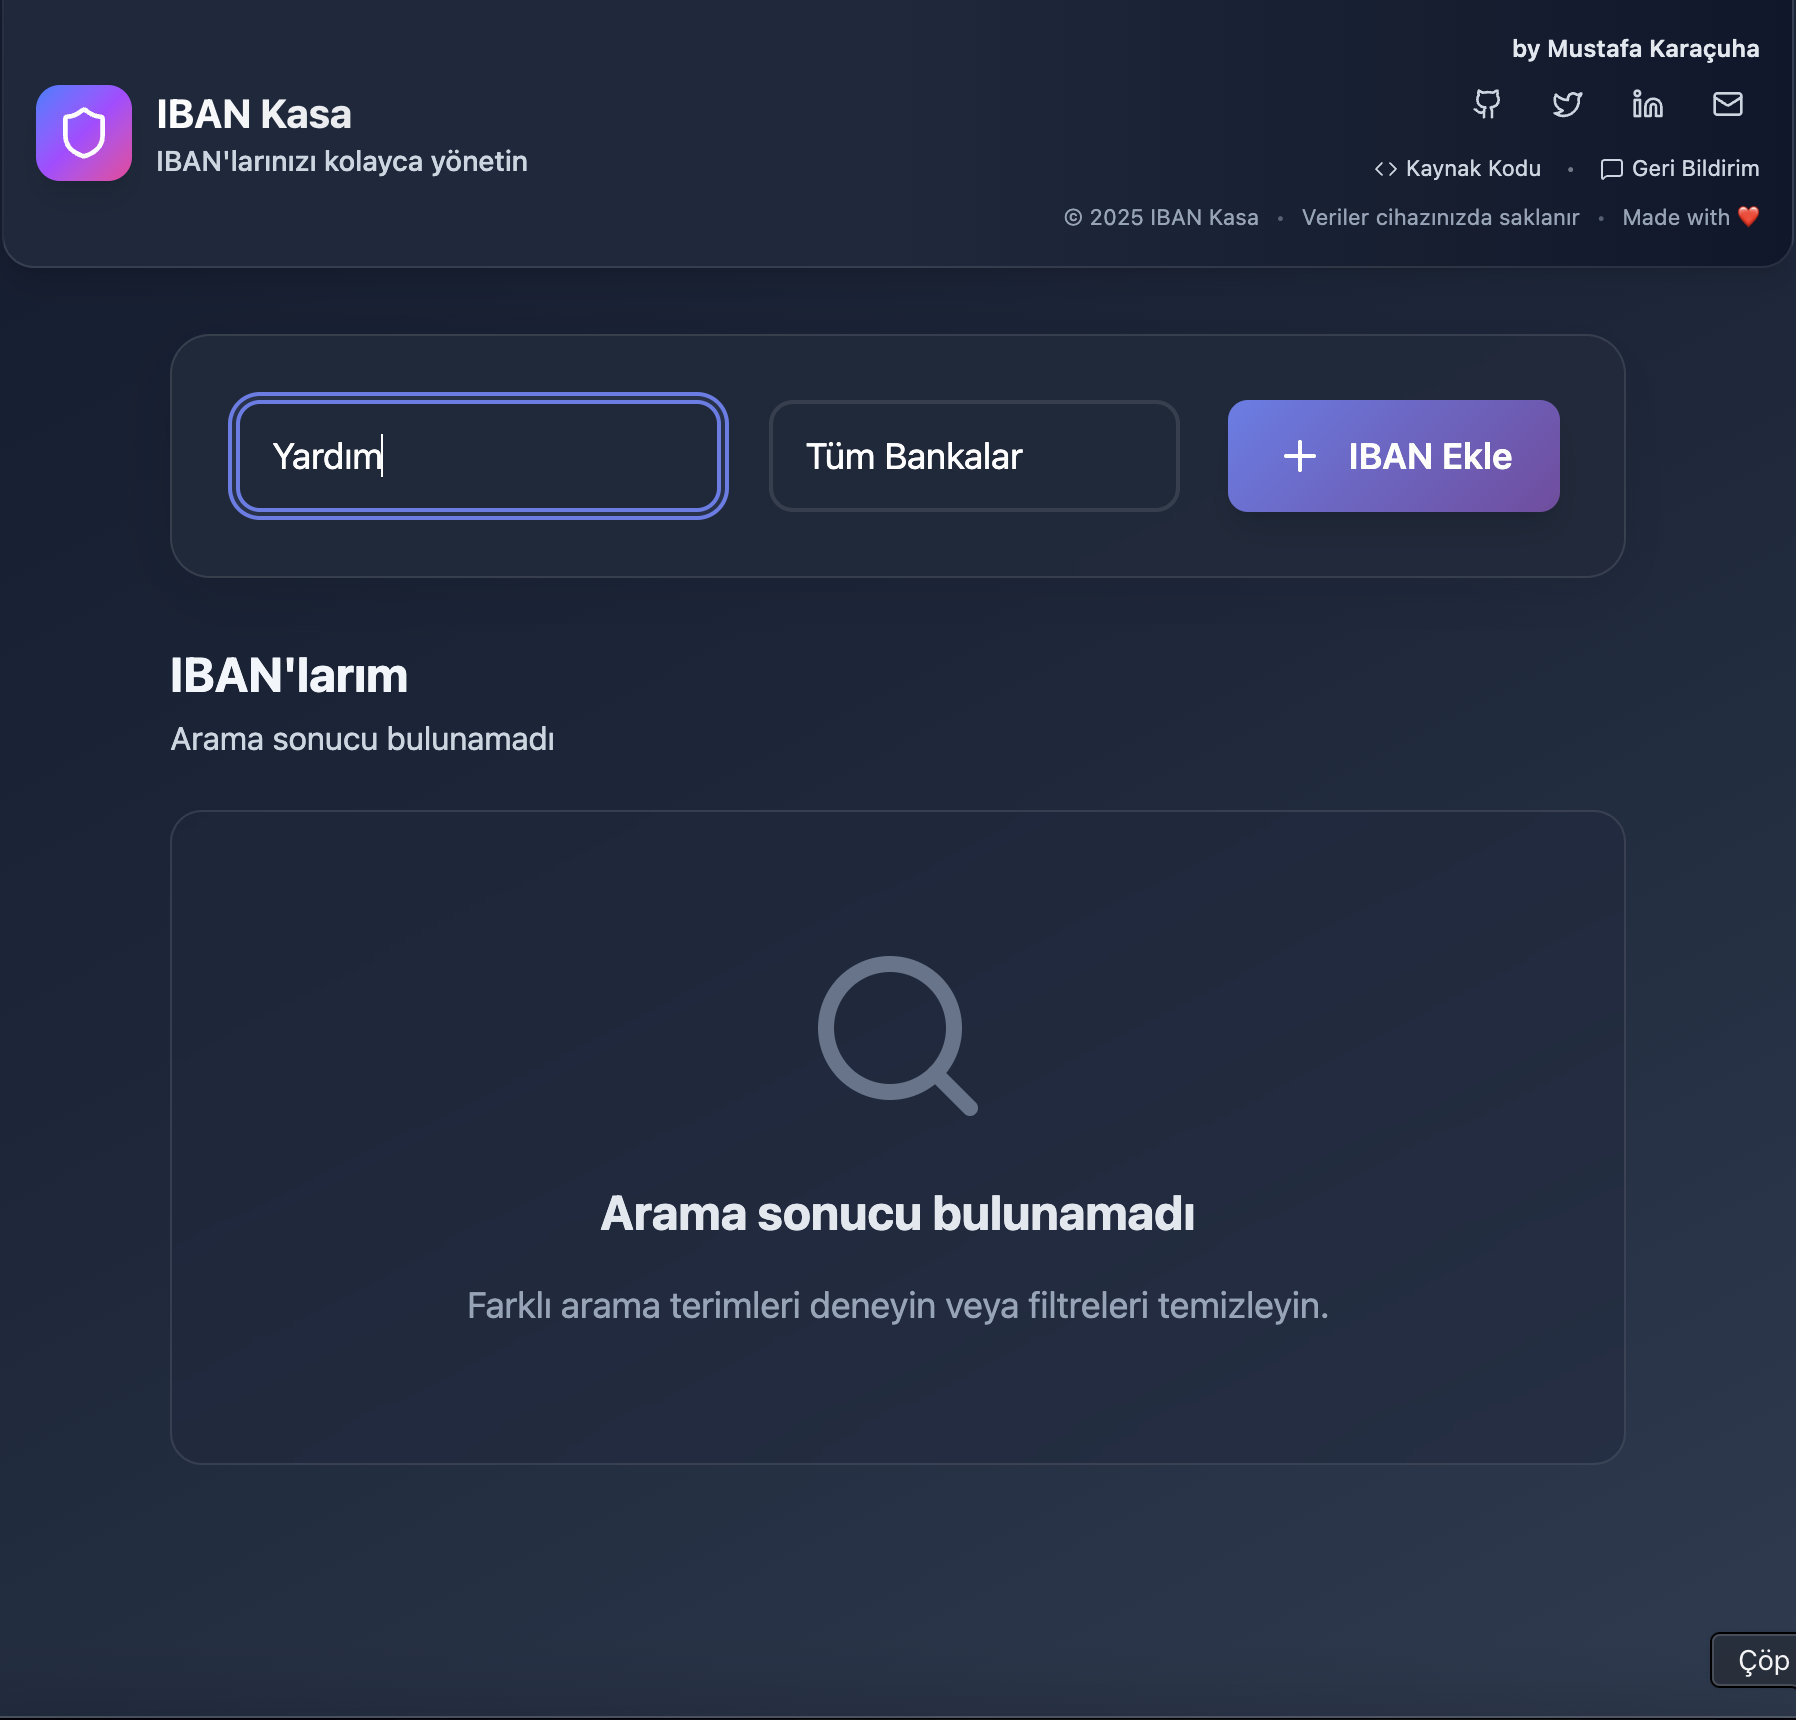 by Mustafa Karaçuha
IBAN Kasa
IBAN'larınızı kolayca yönetin
Kaynak Kodu • Geri Bildirim
© 2025 IBAN Kasa • Veriler cihazınızda saklanır • Made with ❤️
Yardım
Tüm Bankalar
+ IBAN Ekle
IBAN'larım
Arama sonucu bulunamadı
Arama sonucu bulunamadı
Farklı arama terimleri deneyin veya filtreleri temizleyin.
Çöp